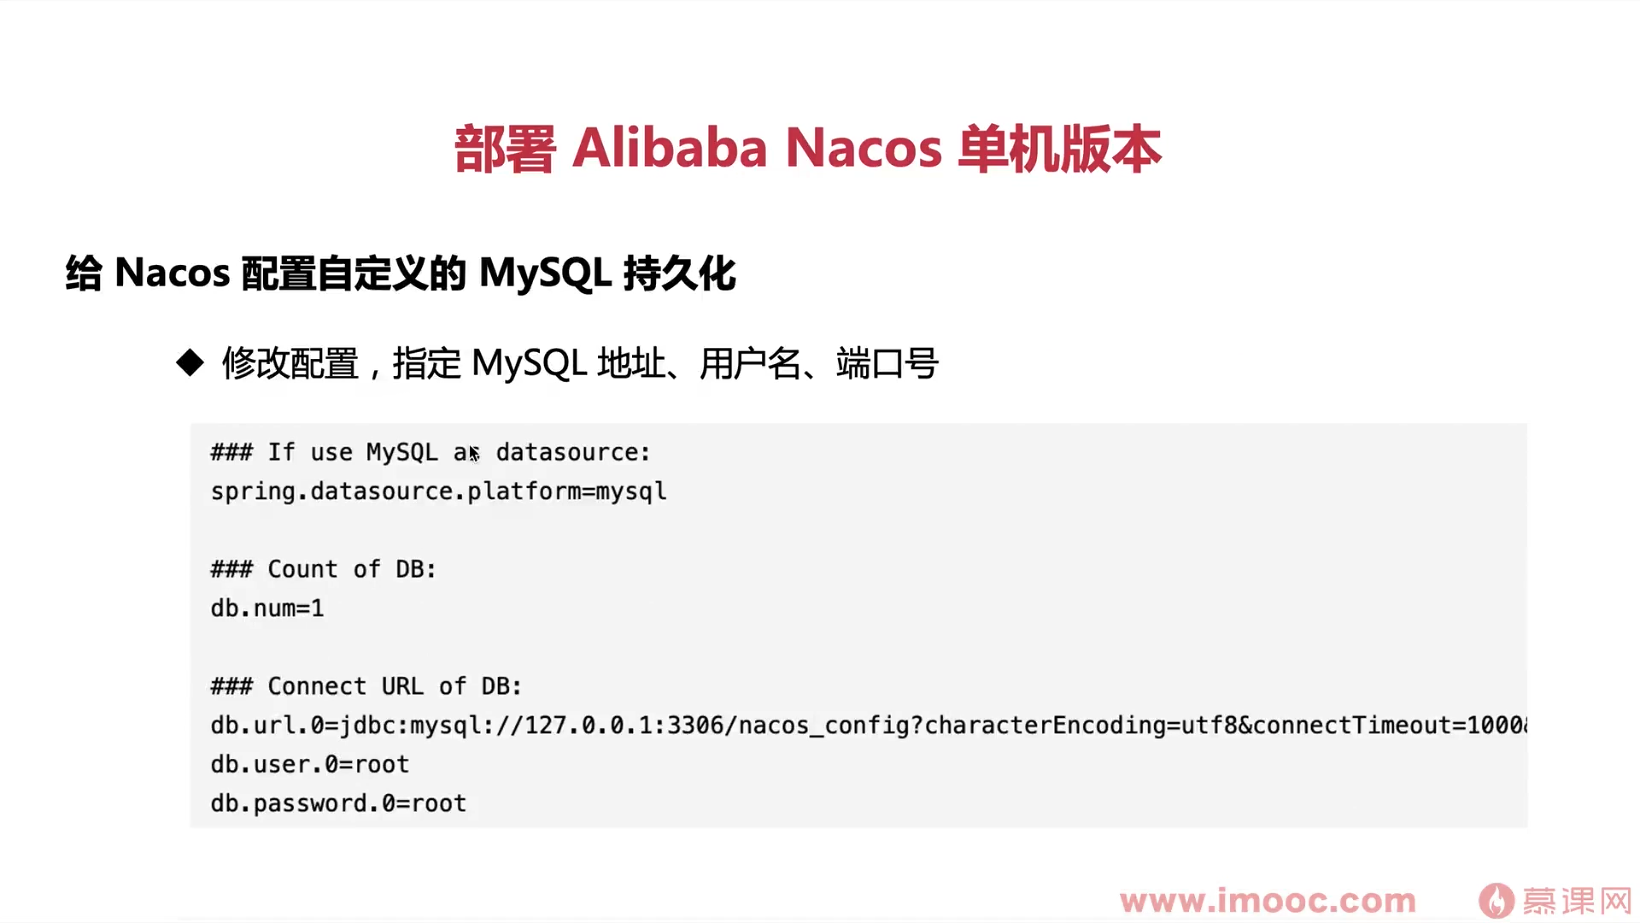 部署 Alibaba Nacos 单机版本
给 Nacos 配置自定义的 MySQL 持久化
◆ 修改配置，指定 MySQL 地址、用户名、端口号
### If use MySQL as datasource:
spring.datasource.platform=mysql
### Count of DB:
db.num=1
### Connect URL of DB:
db.url.0=jdbc:mysql://127.0.0.1:3306/nacos_config?characterEncoding=utf8&connectTimeout=1000&
db.user.0=root
db.password.0=root
www.imooc.com 慕课网